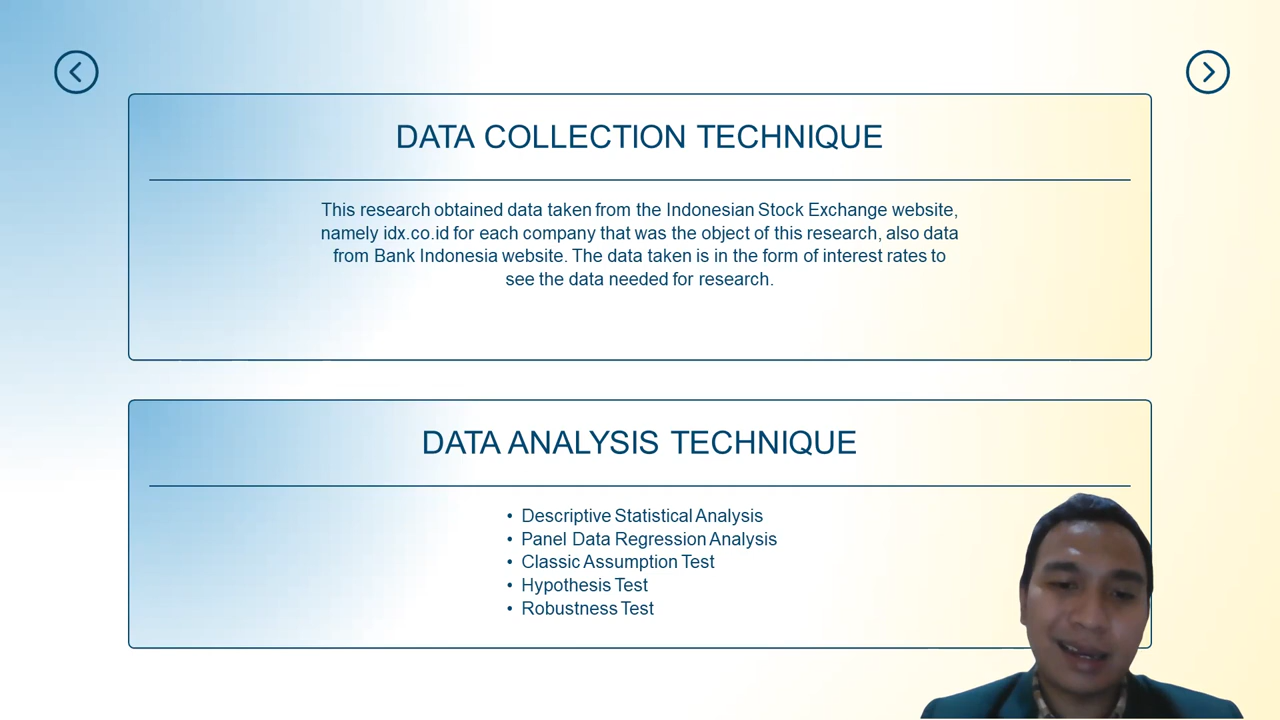 DATA COLLECTION TECHNIQUE
This research obtained data taken from the Indonesian Stock Exchange website,
namely idx.co.id for each company that was the object of this research, also data
from Bank Indonesia website. The data taken is in the form of interest rates to
see the data needed for research.
DATA ANALYSIS TECHNIQUE
• Descriptive Statistical Analysis
• Panel Data Regression Analysis
• Classic Assumption Test
• Hypothesis Test
• Robustness Test